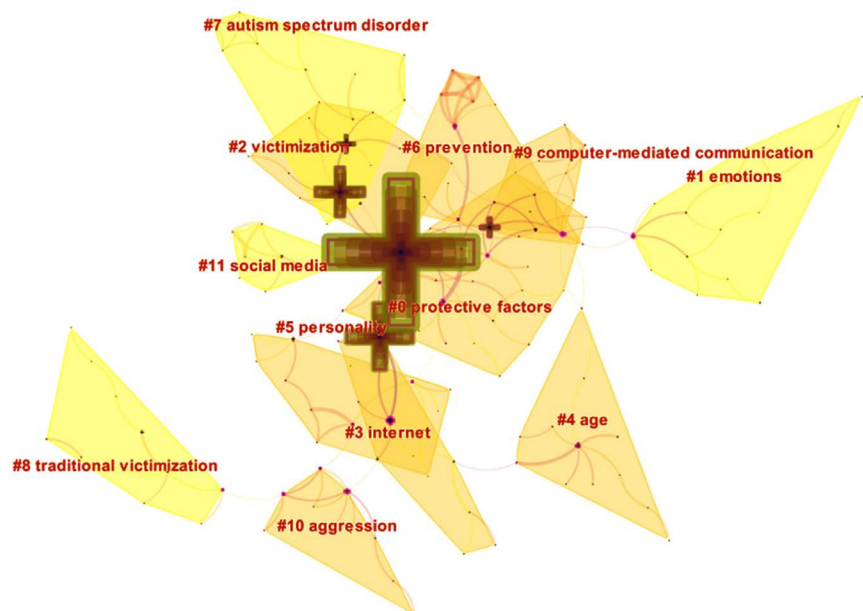 #7 autism spectrum disorder
#2 victimization
#6 prevention
#9 computer-mediated communication
#1 emotions
#11 social media
#0 protective factors
#5 personality
#4 age
#3 internet
#8 traditional victimization
#10 aggression